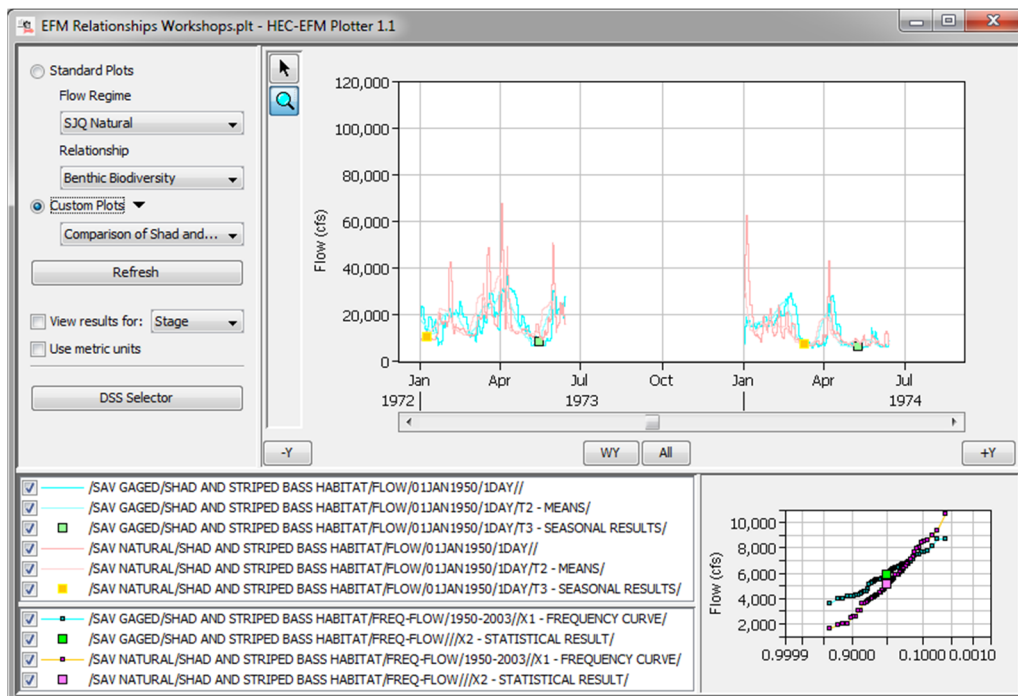 EFM Relationships Workshops.plt - HEC-EFM Plotter 1.1
Standard Plots
Flow Regime
SJQ Natural
Relationship
Benthic Biodiversity
Custom Plots
Comparison of Shad and...
Refresh
View results for: Stage
Use metric units
DSS Selector
120,000
100,000
80,000
60,000
40,000
20,000
0
Flow (cfs)
Jan Apr Jul Oct Jan Apr Jul
1972 1973 1974
-Y WY All +Y
/SAV GAGED/SHAD AND STRIPED BASS HABITAT/FLOW/01JAN1950/1DAY//
/SAV GAGED/SHAD AND STRIPED BASS HABITAT/FLOW/01JAN1950/1DAY/T2 - MEANS/
/SAV GAGED/SHAD AND STRIPED BASS HABITAT/FLOW/01JAN1950/1DAY/T3 - SEASONAL RESULTS/
/SAV NATURAL/SHAD AND STRIPED BASS HABITAT/FLOW/01JAN1950/1DAY//
/SAV NATURAL/SHAD AND STRIPED BASS HABITAT/FLOW/01JAN1950/1DAY/T2 - MEANS/
/SAV NATURAL/SHAD AND STRIPED BASS HABITAT/FLOW/01JAN1950/1DAY/T3 - SEASONAL RESULTS/
/SAV GAGED/SHAD AND STRIPED BASS HABITAT/FREQ-FLOW/1950-2003//X1 - FREQUENCY CURVE/
/SAV GAGED/SHAD AND STRIPED BASS HABITAT/FREQ-FLOW///X2 - STATISTICAL RESULT/
/SAV NATURAL/SHAD AND STRIPED BASS HABITAT/FREQ-FLOW/1950-2003//X1 - FREQUENCY CURVE/
/SAV NATURAL/SHAD AND STRIPED BASS HABITAT/FREQ-FLOW///X2 - STATISTICAL RESULT/
10,000
8,000
6,000
4,000
2,000
Flow (cfs)
0.9999 0.9000 0.1000 0.0010